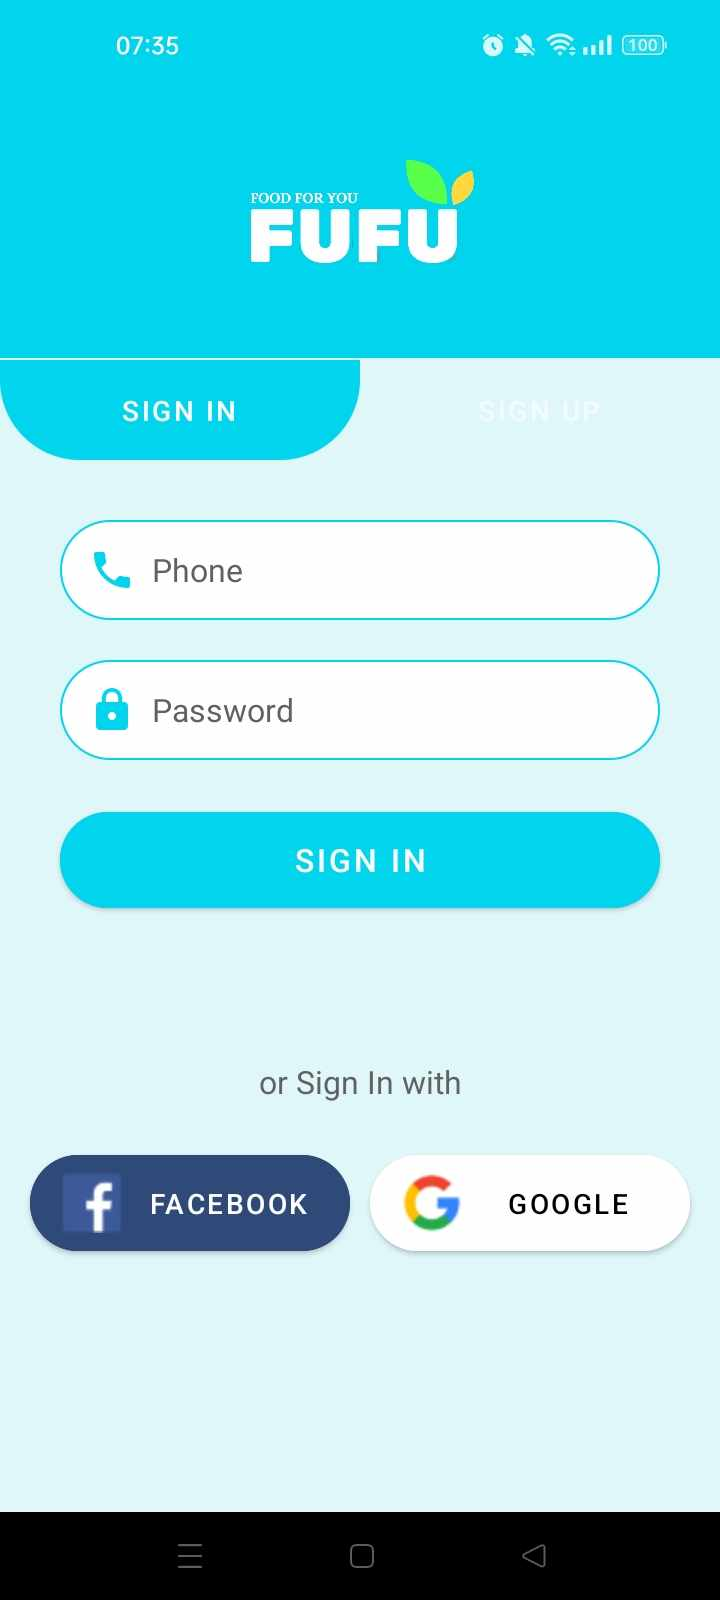 07:35
100
FOOD FOR YOU
FUFU
SIGN IN
SIGN UP
Phone
Password
SIGN IN
or Sign In with
FACEBOOK
GOOGLE